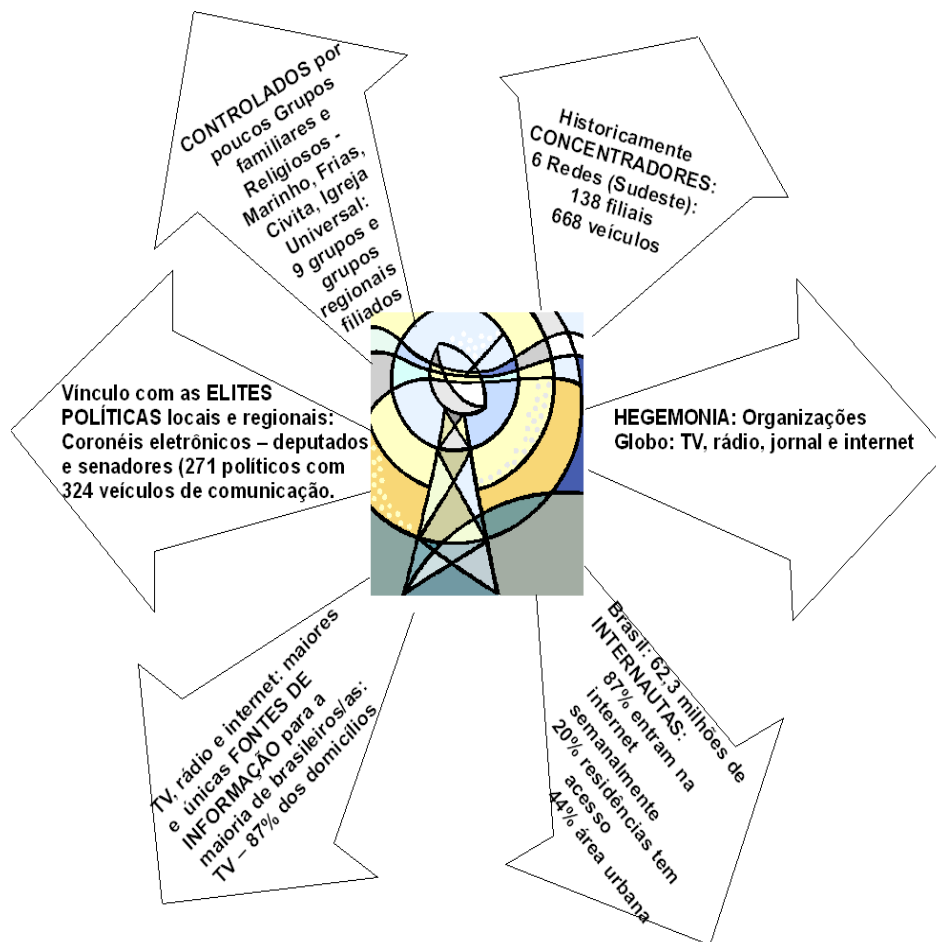 CONTROLADOS por
poucos Grupos
familiares e
Religiosos -
Marinho, Frias,
Civita, Igreja
Universal:
9 grupos e
grupos
regionais
filiados
Historicamente
CONCENTRADORES:
6 Redes (Sudeste):
138 filiais
668 veículos
Vínculo com as ELITES
POLÍTICAS locais e regionais:
Coronéis eletrônicos – deputados
e senadores (271 políticos com
324 veículos de comunicação.
HEGEMONIA: Organizações
Globo: TV, rádio, jornal e internet
TV, rádio e internet: maiores
e únicas FONTES DE
INFORMAÇÃO para a
maioria de brasileiros/as:
TV – 87% dos domicílios
Brasil: 62,3 milhões de
INTERNAUTAS:
87% entram na
internet
semanalmente
20% residências tem
acesso
44% área urbana